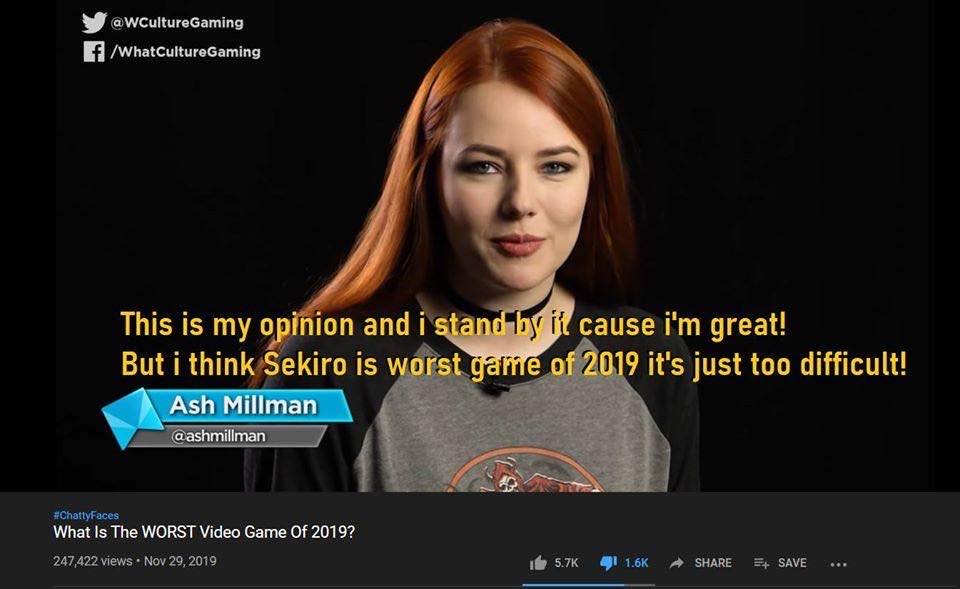 @WCultureGaming
/WhatCultureGaming
This is my opinion and i stand by it cause i'm great!
But i think Sekiro is worst game of 2019 it's just too difficult!
Ash Millman
@ashmillman
#ChattyFaces
What Is The WORST Video Game Of 2019?
247,422 views • Nov 29, 2019
5.7K 1.6K SHARE SAVE